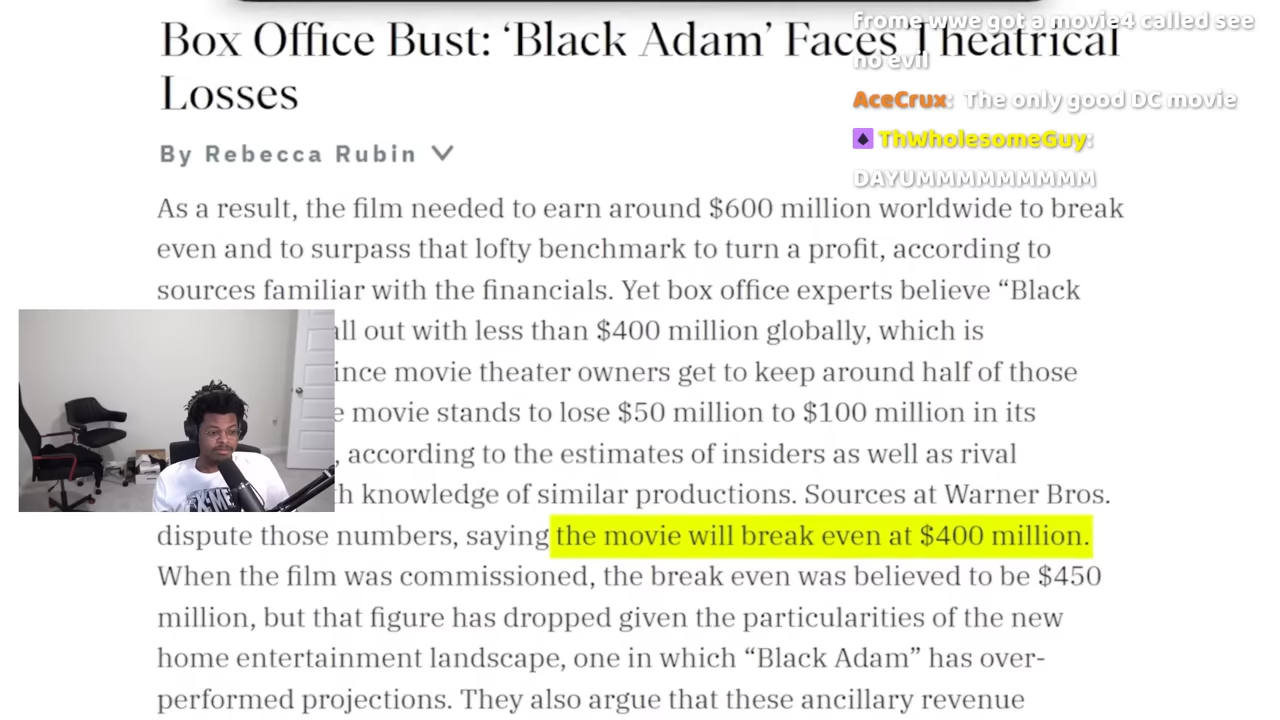 Box Office Bust: ‘Black Adam’ Faces Theatrical
Losses
By Rebecca Rubin
As a result, the film needed to earn around $600 million worldwide to break
even and to surpass that lofty benchmark to turn a profit, according to
sources familiar with the financials. Yet box office experts believe “Black
all out with less than $400 million globally, which is
ince movie theater owners get to keep around half of those
e movie stands to lose $50 million to $100 million in its
, according to the estimates of insiders as well as rival
h knowledge of similar productions. Sources at Warner Bros.
dispute those numbers, saying the movie will break even at $400 million.
When the film was commissioned, the break even was believed to be $450
million, but that figure has dropped given the particularities of the new
home entertainment landscape, one in which “Black Adam” has over-
performed projections. They also argue that these ancillary revenue
frome wwe got a movie4 called see
no evil
AceCrux: The only good DC movie
ThWholesomeGuy:
DAYUMMMMMMMMM